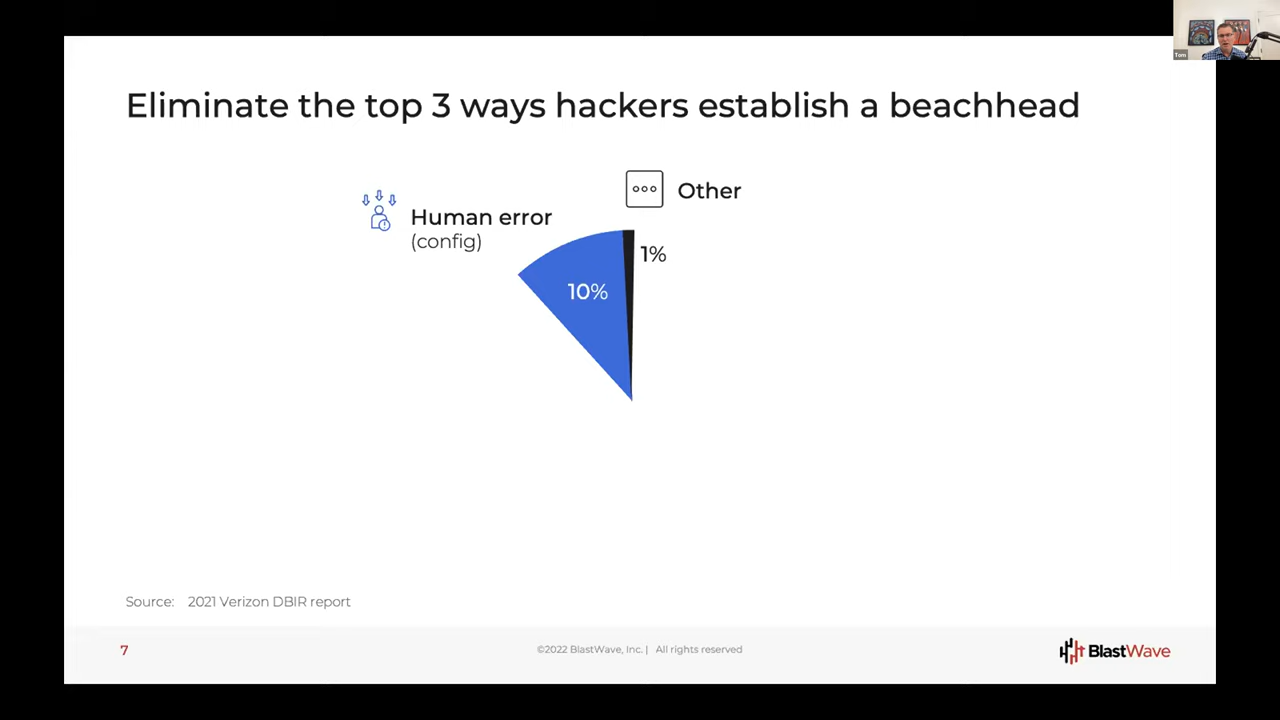 Tom
Eliminate the top 3 ways hackers establish a beachhead
Other
Human error
(config)
1%
10%
Source: 2021 Verizon DBIR report
7
©2022 BlastWave, Inc. | All rights reserved
BlastWave